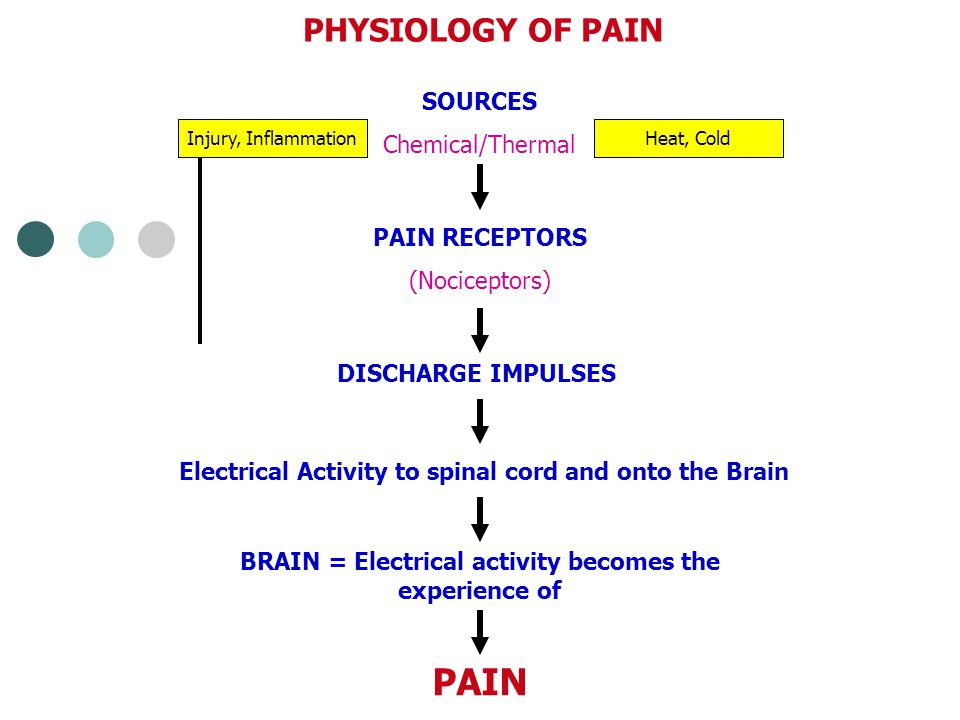 PHYSIOLOGY OF PAIN
SOURCES
Injury, Inflammation
Chemical/Thermal
Heat, Cold
PAIN RECEPTORS
(Nociceptors)
DISCHARGE IMPULSES
Electrical Activity to spinal cord and onto the Brain
BRAIN = Electrical activity becomes the
experience of
PAIN